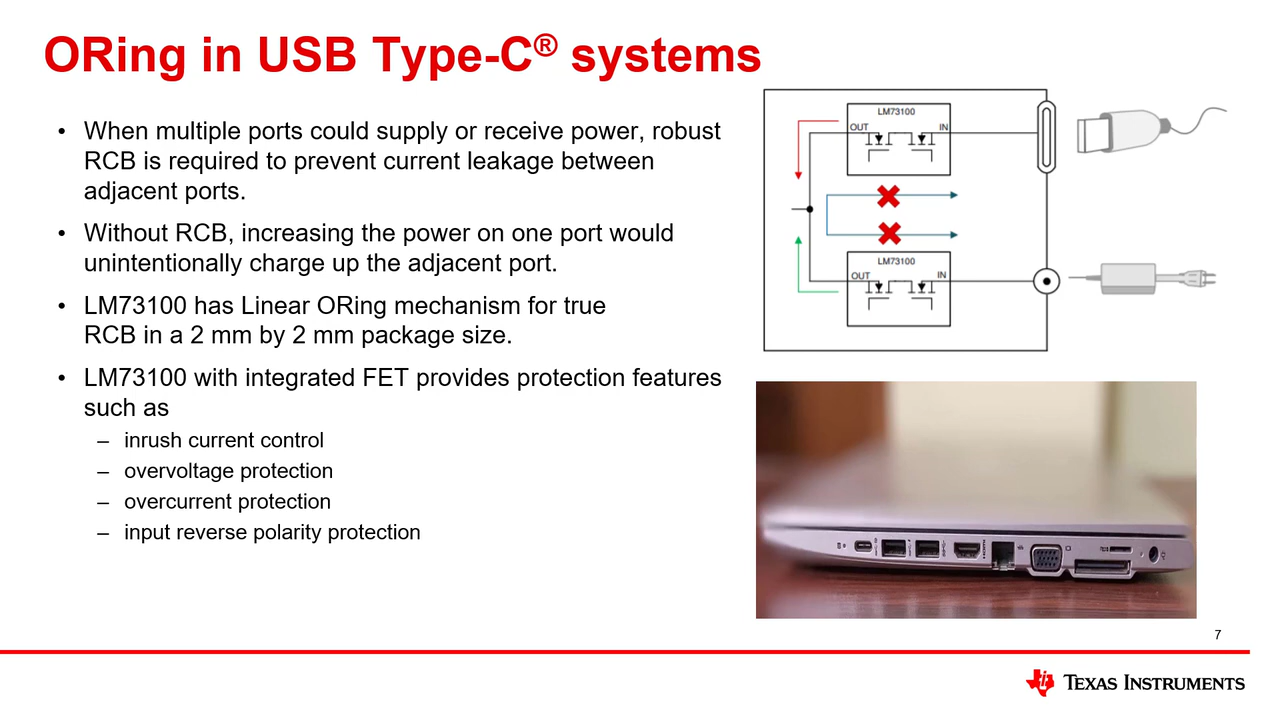 ORing in USB Type-C® systems
• When multiple ports could supply or receive power, robust
RCB is required to prevent current leakage between
adjacent ports.
• Without RCB, increasing the power on one port would
unintentionally charge up the adjacent port.
• LM73100 has Linear ORing mechanism for true
RCB in a 2 mm by 2 mm package size.
• LM73100 with integrated FET provides protection features
such as
– inrush current control
– overvoltage protection
– overcurrent protection
– input reverse polarity protection
LM73100
OUT IN
LM73100
OUT IN
7
TEXAS INSTRUMENTS